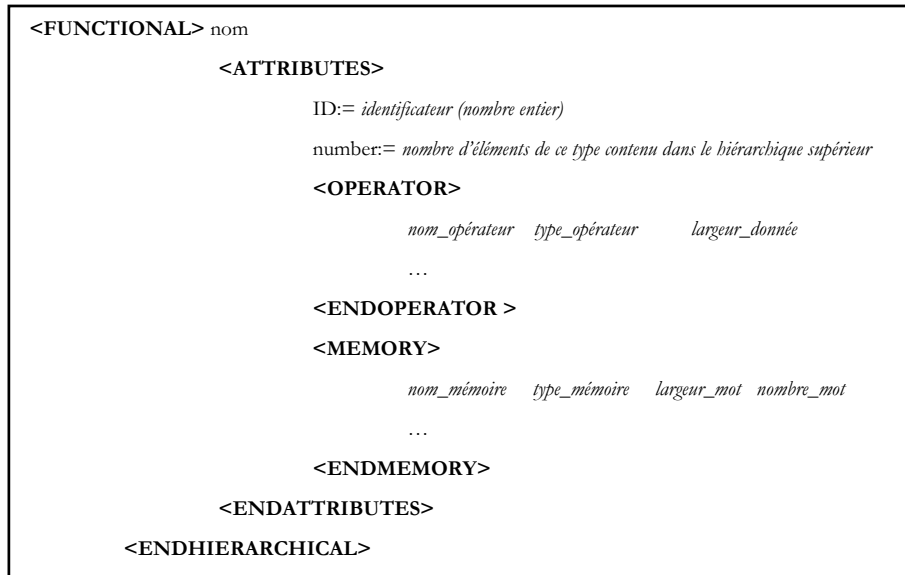 <FUNCTIONAL> nom
<ATTRIBUTES>
ID:= identificateur (nombre entier)
number:= nombre d'éléments de ce type contenu dans le hiérarchique supérieur
<OPERATOR>
nom_opérateur type_opérateur largeur_donnée
…
<ENDOPERATOR >
<MEMORY>
nom_mémoire type_mémoire largeur_mot nombre_mot
…
<ENDMEMORY>
<ENDATTRIBUTES>
<ENDHIERARCHICAL>